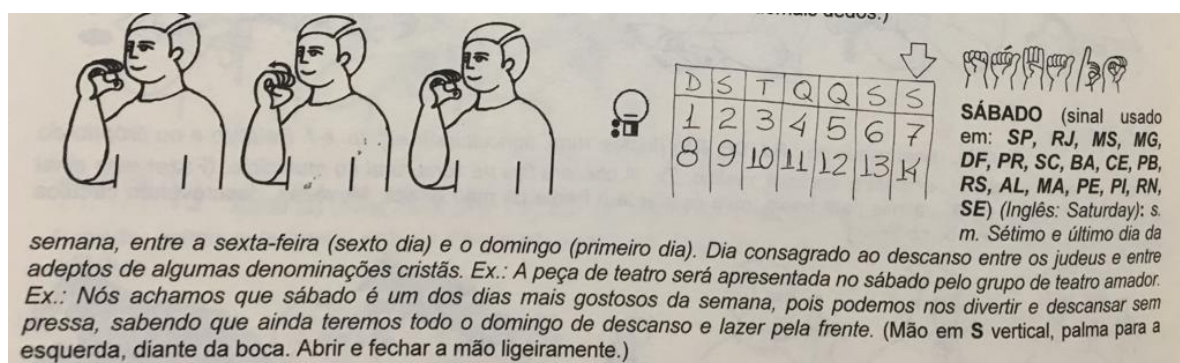 demais dedos.)
D S T Q Q S S
1 2 3 4 5 6 7
8 9 10 11 12 13 14
SÁBADO (sinal usado
em: SP, RJ, MS, MG,
DF, PR, SC, BA, CE, PB,
RS, AL, MA, PE, PI, RN,
SE) (Inglês: Saturday): s.
m. Sétimo e último dia da
semana, entre a sexta-feira (sexto dia) e o domingo (primeiro dia). Dia consagrado ao descanso entre os judeus e entre
adeptos de algumas denominações cristãs. Ex.: A peça de teatro será apresentada no sábado pelo grupo de teatro amador.
Ex.: Nós achamos que sábado é um dos dias mais gostosos da semana, pois podemos nos divertir e descansar sem
pressa, sabendo que ainda teremos todo o domingo de descanso e lazer pela frente. (Mão em S vertical, palma para a
esquerda, diante da boca. Abrir e fechar a mão ligeiramente.)